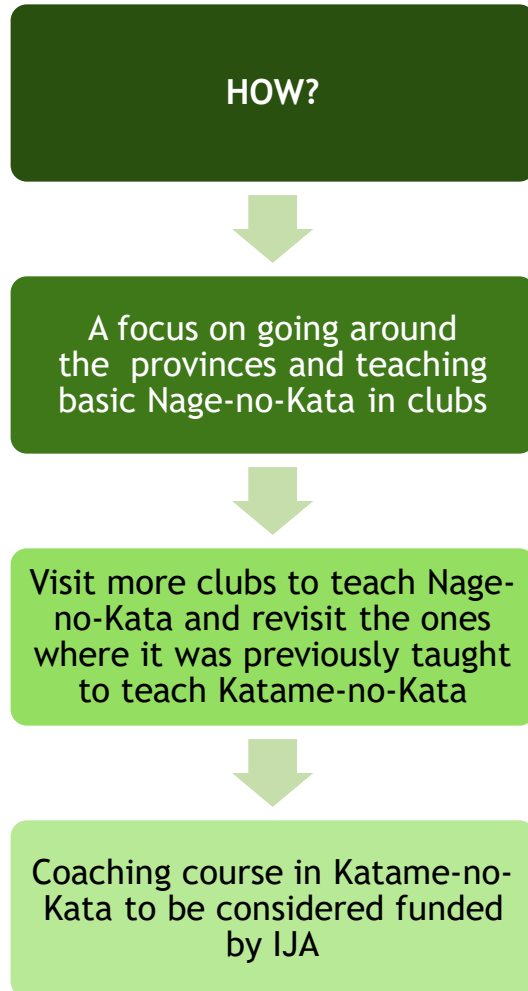 HOW?
A focus on going around
the provinces and teaching
basic Nage-no-Kata in clubs
Visit more clubs to teach Nage-
no-Kata and revisit the ones
where it was previously taught
to teach Katame-no-Kata
Coaching course in Katame-no-
Kata to be considered funded
by IJA